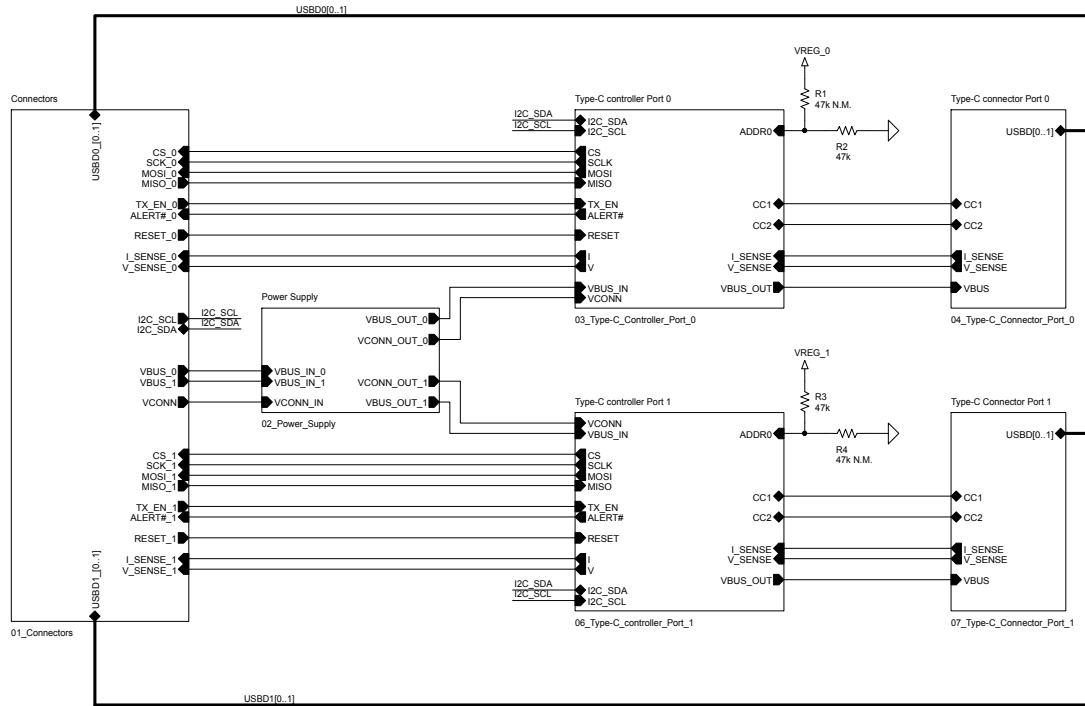 USBD0[0..1]
Connectors
USBD0_[0..1]
CS_0
SCK_0
MOSI_0
MISO_0
TX_EN_0
ALERT#_0
RESET_0
I_SENSE_0
V_SENSE_0
I2C_SCL
I2C_SDA
I2C_SCL
I2C_SDA
VBUS_0
VBUS_1
VCONN
CS_1
SCK_1
MOSI_1
MISO_1
TX_EN_1
ALERT#_1
RESET_1
I_SENSE_1
V_SENSE_1
USBD1_[0..1]
01_Connectors
Power Supply
VBUS_OUT_0
VCONN_OUT_0
VBUS_IN_0
VBUS_IN_1
VCONN_IN
VCONN_OUT_1
VBUS_OUT_1
02_Power_Supply
Type-C controller Port 0
I2C_SDA
I2C_SCL
I2C_SDA
I2C_SCL
CS
SCLK
MOSI
MISO
TX_EN
ALERT#
RESET
I
V
VBUS_IN
VCONN
ADDR0
CC1
CC2
I_SENSE
V_SENSE
VBUS_OUT
03_Type-C_Controller_Port_0
VREG_0
R1
47k N.M.
R2
47k
Type-C connector Port 0
USBD[0..1]
CC1
CC2
I_SENSE
V_SENSE
VBUS
04_Type-C_Connector_Port_0
Type-C controller Port 1
VCONN
VBUS_IN
CS
SCLK
MOSI
MISO
TX_EN
ALERT#
RESET
I
V
I2C_SDA
I2C_SCL
I2C_SDA
I2C_SCL
ADDR0
CC1
CC2
I_SENSE
V_SENSE
VBUS_OUT
06_Type-C_controller_Port_1
VREG_1
R3
47k
R4
47k N.M.
Type-C Connector Port 1
USBD[0..1]
CC1
CC2
I_SENSE
V_SENSE
VBUS
07_Type-C_Connector_Port_1
USBD1[0..1]